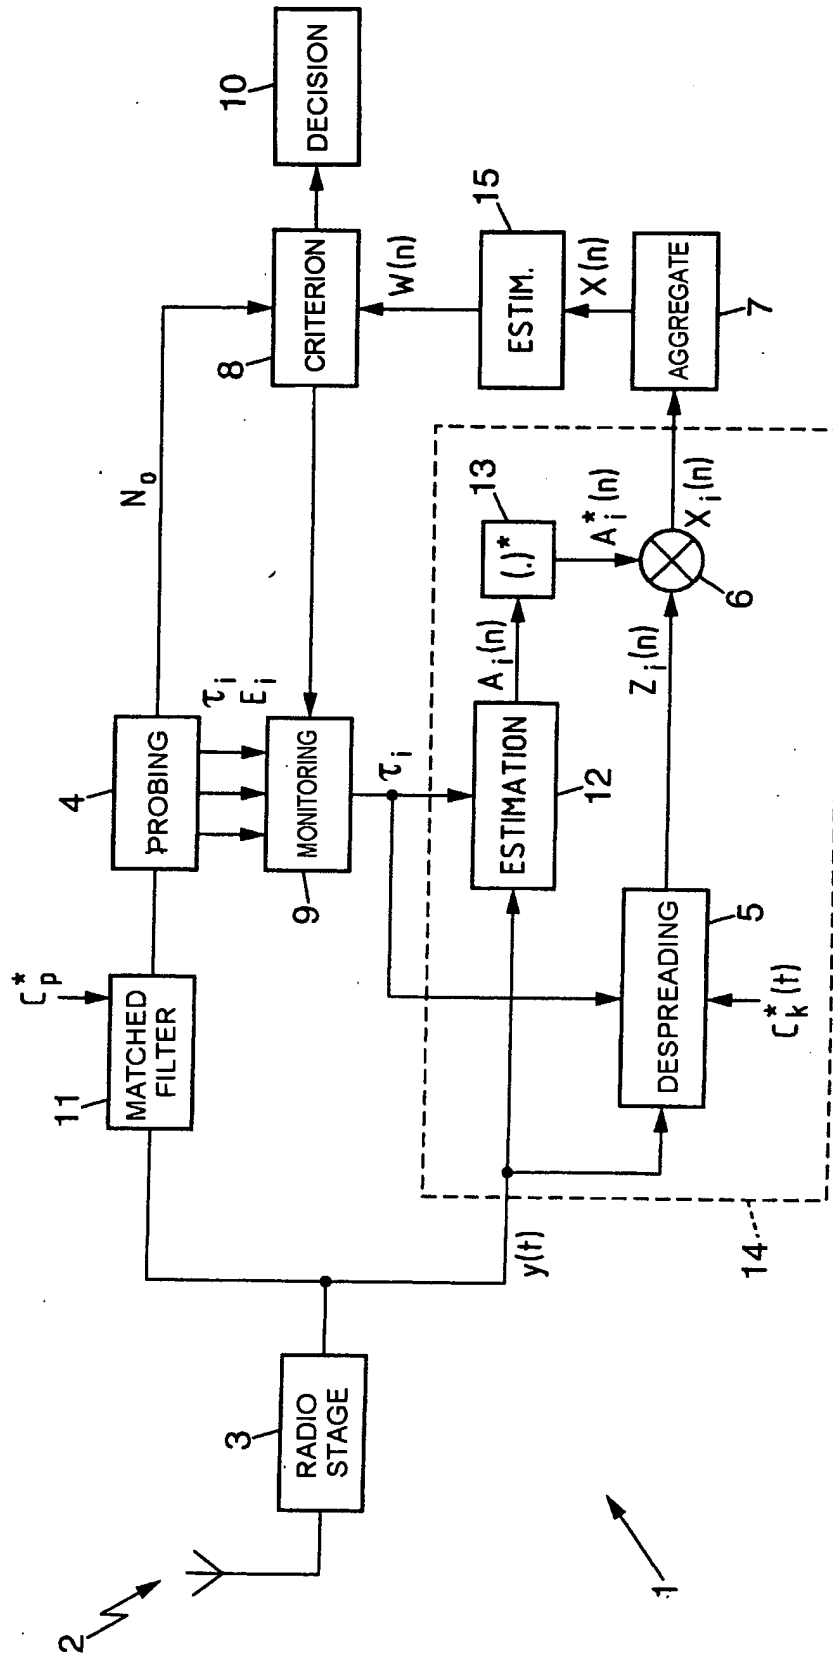 2
3
RADIO
STAGE
1
11
MATCHED
FILTER
C*p
4
PROBING
N0
τi
Ei
9
MONITORING
τi
8
CRITERION
10
DECISION
W(n)
15
ESTIM.
X(n)
7
AGGREGATE
y(t)
14
12
ESTIMATION
Ai(n)
13
(.)*
A*i(n)
6
Xi(n)
Zi(n)
5
DESPREADING
C*k(t)